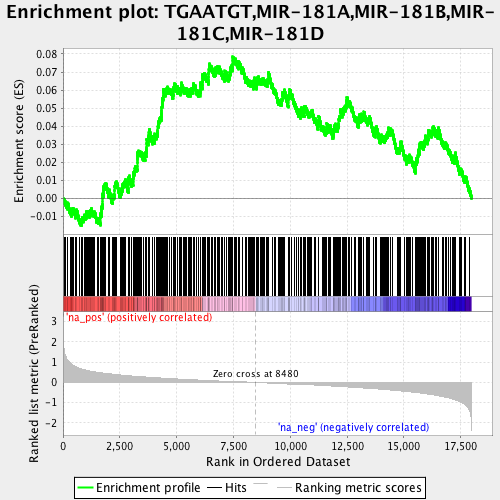 Enrichment plot: TGAATGT,MIR-181A,MIR-181B,MIR-
181C,MIR-181D
Enrichment score (ES)
0.08
0.07
0.06
0.05
0.04
0.03
0.02
0.01
0.00
-0.01
'na_pos' (positively correlated)
Ranked list metric (PreRanked)
3
2
1
0
-1
-2
Zero cross at 8480
'na_neg' (negatively correlated)
0
2,500
5,000
7,500
10,000
12,500
15,000
17,500
Rank in Ordered Dataset
Enrichment profile
Hits
Ranking metric scores